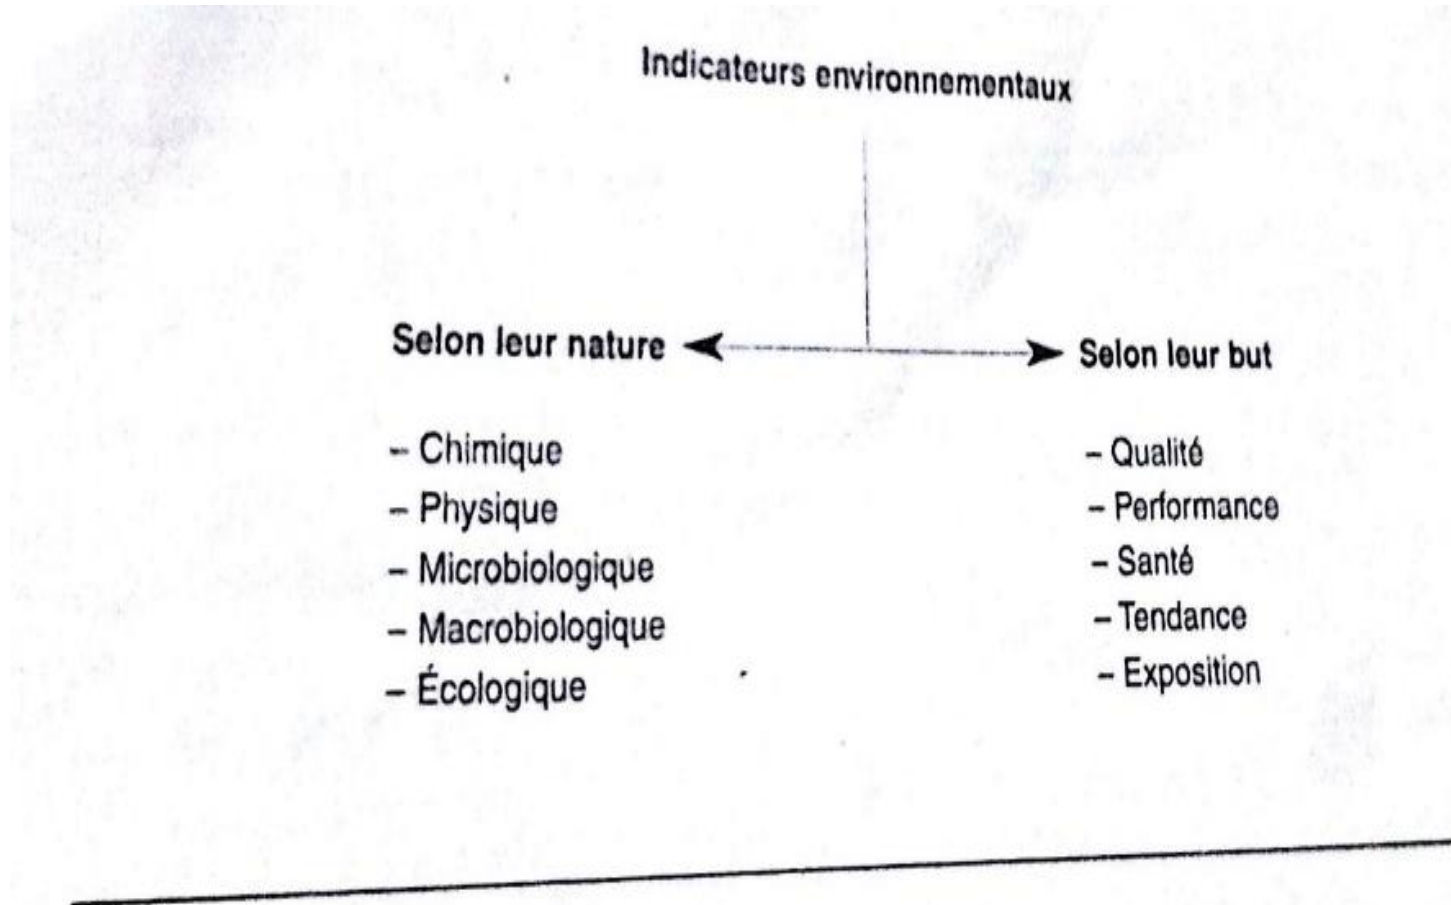 Indicateurs environnementaux
Selon leur nature
Selon leur but
– Chimique
– Physique
– Microbiologique
– Macrobiologique
– Écologique
– Qualité
– Performance
– Santé
– Tendance
– Exposition